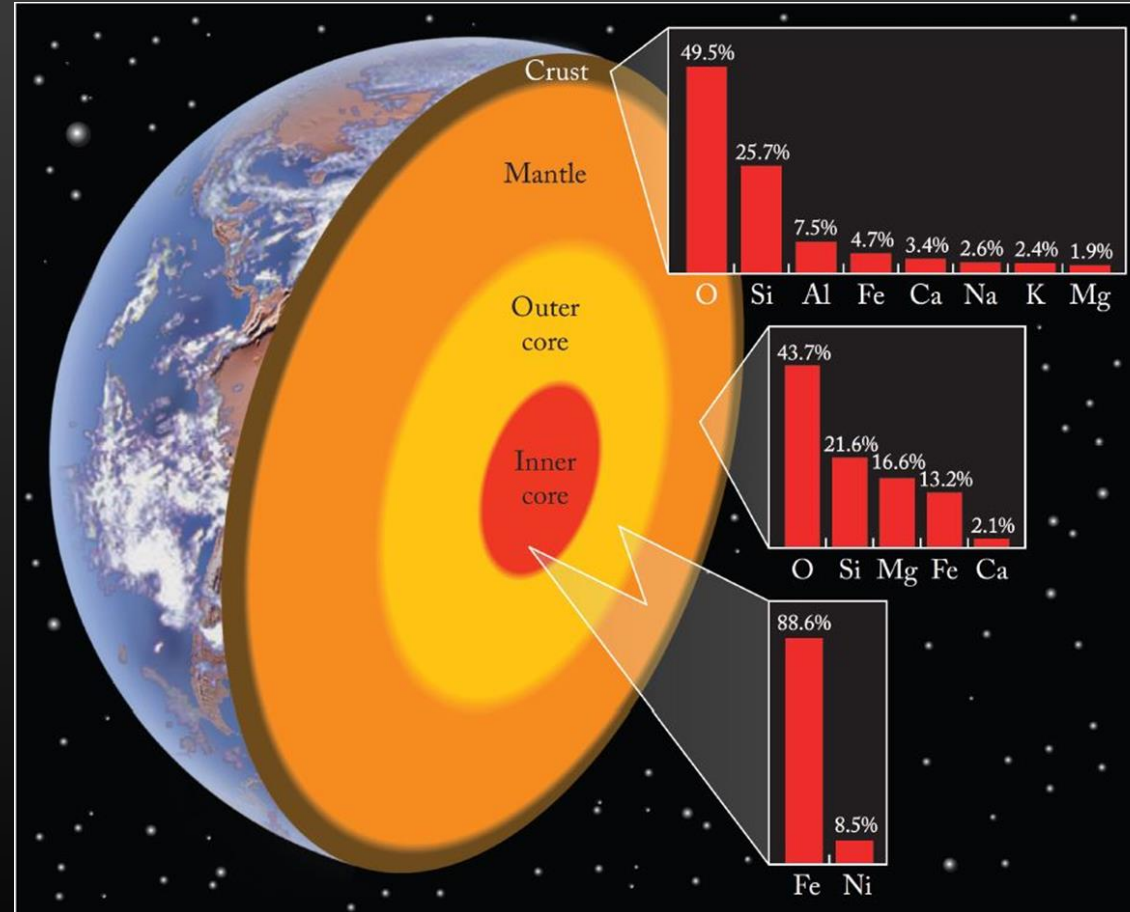 Crust
Mantle
Outer
core
Inner
core
49.5%
25.7%
7.5%
4.7%
3.4%
2.6%
2.4%
1.9%
O Si Al Fe Ca Na K Mg
43.7%
21.6%
16.6%
13.2%
2.1%
O Si Mg Fe Ca
88.6%
8.5%
Fe Ni